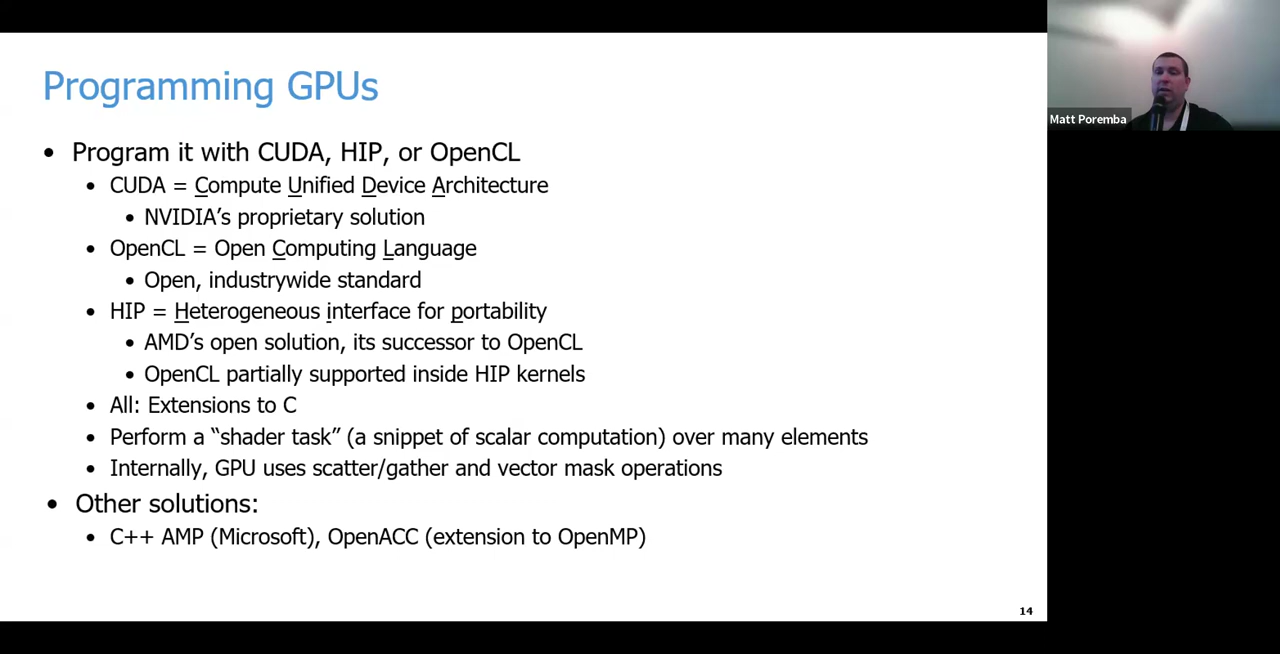 Programming GPUs
• Program it with CUDA, HIP, or OpenCL
• CUDA = Compute Unified Device Architecture
• NVIDIA’s proprietary solution
• OpenCL = Open Computing Language
• Open, industrywide standard
• HIP = Heterogeneous interface for portability
• AMD’s open solution, its successor to OpenCL
• OpenCL partially supported inside HIP kernels
• All: Extensions to C
• Perform a “shader task” (a snippet of scalar computation) over many elements
• Internally, GPU uses scatter/gather and vector mask operations
• Other solutions:
• C++ AMP (Microsoft), OpenACC (extension to OpenMP)
14
Matt Poremba